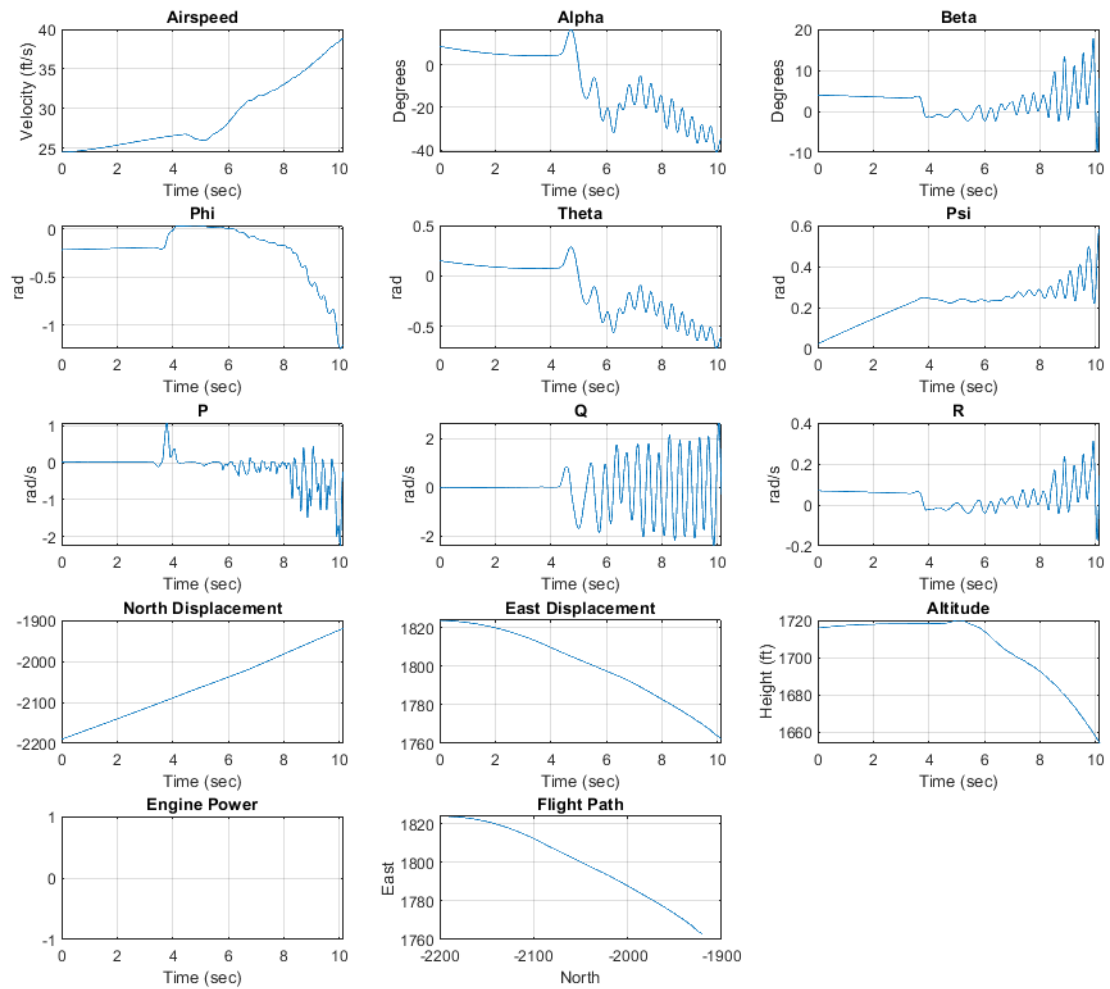 Airspeed
Velocity (ft/s)
40
35
30
25
0 2 4 6 8 10
Time (sec)
Alpha
Degrees
0
-20
-40
0 2 4 6 8 10
Time (sec)
Beta
Degrees
20
10
0
-10
0 2 4 6 8 10
Time (sec)
Phi
rad
0
-0.5
-1
0 2 4 6 8 10
Time (sec)
Theta
rad
0.5
0
-0.5
0 2 4 6 8 10
Time (sec)
Psi
rad
0.6
0.4
0.2
0
0 2 4 6 8 10
Time (sec)
P
rad/s
1
0
-1
-2
0 2 4 6 8 10
Time (sec)
Q
rad/s
2
0
-2
0 2 4 6 8 10
Time (sec)
R
rad/s
0.4
0.2
0
-0.2
0 2 4 6 8 10
Time (sec)
North Displacement
-1900
-2000
-2100
-2200
0 2 4 6 8 10
Time (sec)
East Displacement
1820
1800
1780
1760
0 2 4 6 8 10
Time (sec)
Altitude
Height (ft)
1720
1700
1680
1660
0 2 4 6 8 10
Time (sec)
Engine Power
1
0
-1
0 2 4 6 8 10
Time (sec)
Flight Path
East
1820
1800
1780
1760
-2200 -2100 -2000 -1900
North